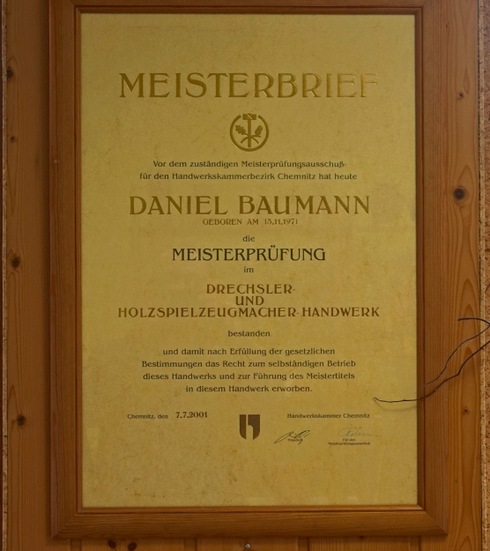 MEISTERBRIEF
Vor dem zuständigen Meisterprüfungsausschuß
für den Handwerkskammerbezirk Chemnitz hat heute
DANIEL BAUMANN
GEBOREN AM 13.11.1971
die
MEISTERPRÜFUNG
im
DRECHSLER-
UND
HOLZSPIELZEUGMACHER-HANDWERK
bestanden
und damit nach Erfüllung der gesetzlichen
Bestimmungen das Recht zum selbständigen Betrieb
dieses Handwerks und zur Führung des Meistertitels
in diesem Handwerk erworben.
Chemnitz, den 7.7.2001 Handwerkskammer Chemnitz